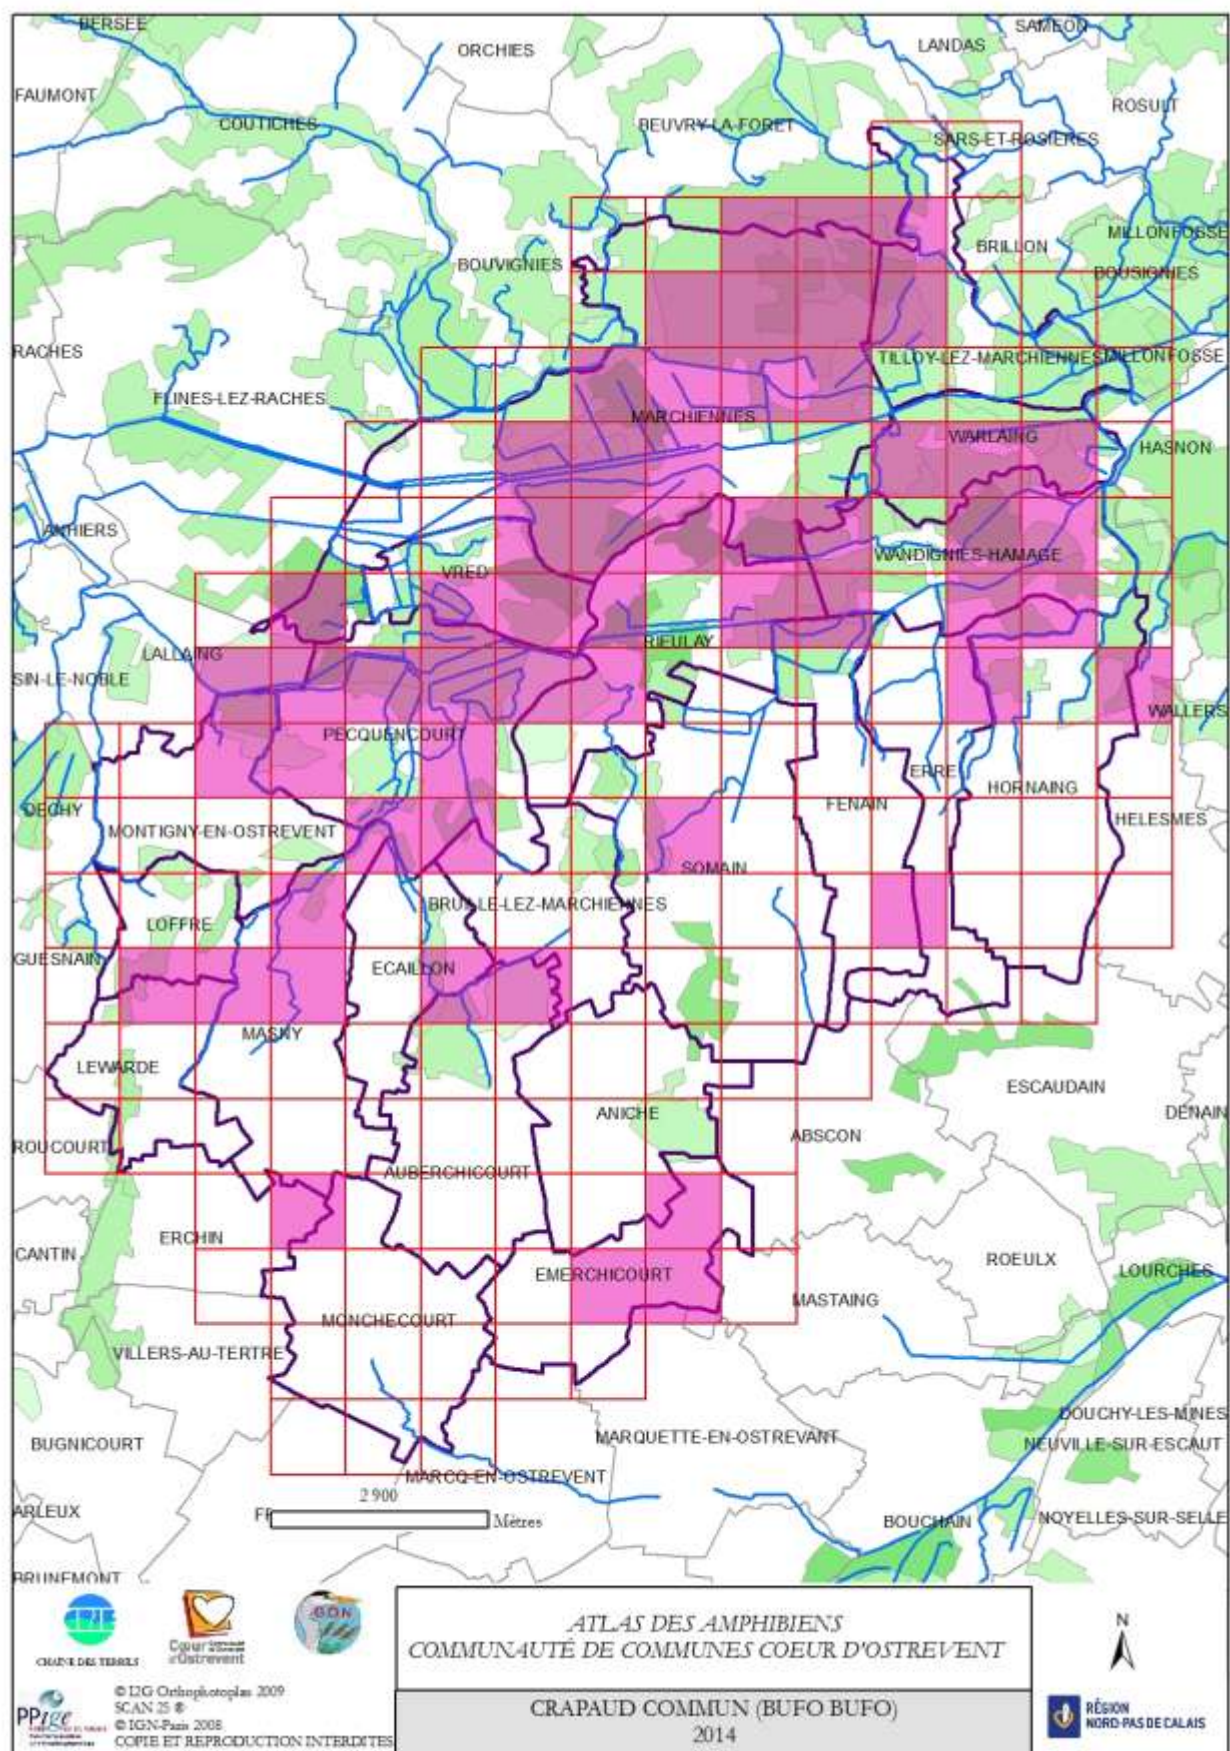 BERSEE
ORCHIES
SAMEON
LANDAS
FAUMONT
ROSULT
COUTICHES
BEUVRY-LA-FORET
SARS-ET-ROSIERES
BRILLON
MILLONFOSSE
BOUVIGNIES
BOUSIGNIES
RACHES
TILLOY-LEZ-MARCHIENNES
MILLONFOSSE
FLINES-LEZ-RACHES
MARCHIENNES
WARLAING
HASNON
ANHIERS
WANDIGNIES-HAMAGE
VRED
RIEULAY
LALLAING
SIN-LE-NOBLE
WALLERS
PECQUENCOURT
ERRE
HORNAING
FENAIN
DECHY
MONTIGNY-EN-OSTREVENT
HELESMES
SOMAIN
BRUILLE-LEZ-MARCHIENNES
LOFFRE
GUESNAIN
ECAILLON
MASNY
LEWARDE
ESCAUDAIN
ANICHE
DENAIN
ABSCON
ROUCOURT
AUBERCHICOURT
ERCHIN
CANTIN
ROEULX
LOURCHES
EMERCHICOURT
MASTAING
MONCHECOURT
VILLERS-AU-TERTRE
DOUCHY-LES-MINES
BUGNICOURT
MARQUETTE-EN-OSTREVANT
NEUVILLE-SUR-ESCAUT
MARCQ-EN-OSTREVENT
ARLEUX
2 900
Mètres
BOUCHAIN
NOYELLES-SUR-SELLE
BRUNEMONT
CPIE
CHAINE DES TERRILS
Cœur
d'Ostrevent
GON
ATLAS DES AMPHIBIENS
COMMUNAUTÉ DE COMMUNES COEUR D'OSTREVENT
N
PPige
© I2G Orthophotoplan 2009
SCAN 25 ®
© IGN-Paris 2008
COPIE ET REPRODUCTION INTERDITES
CRAPAUD COMMUN (BUFO BUFO)
2014
RÉGION
NORD-PAS DE CALAIS